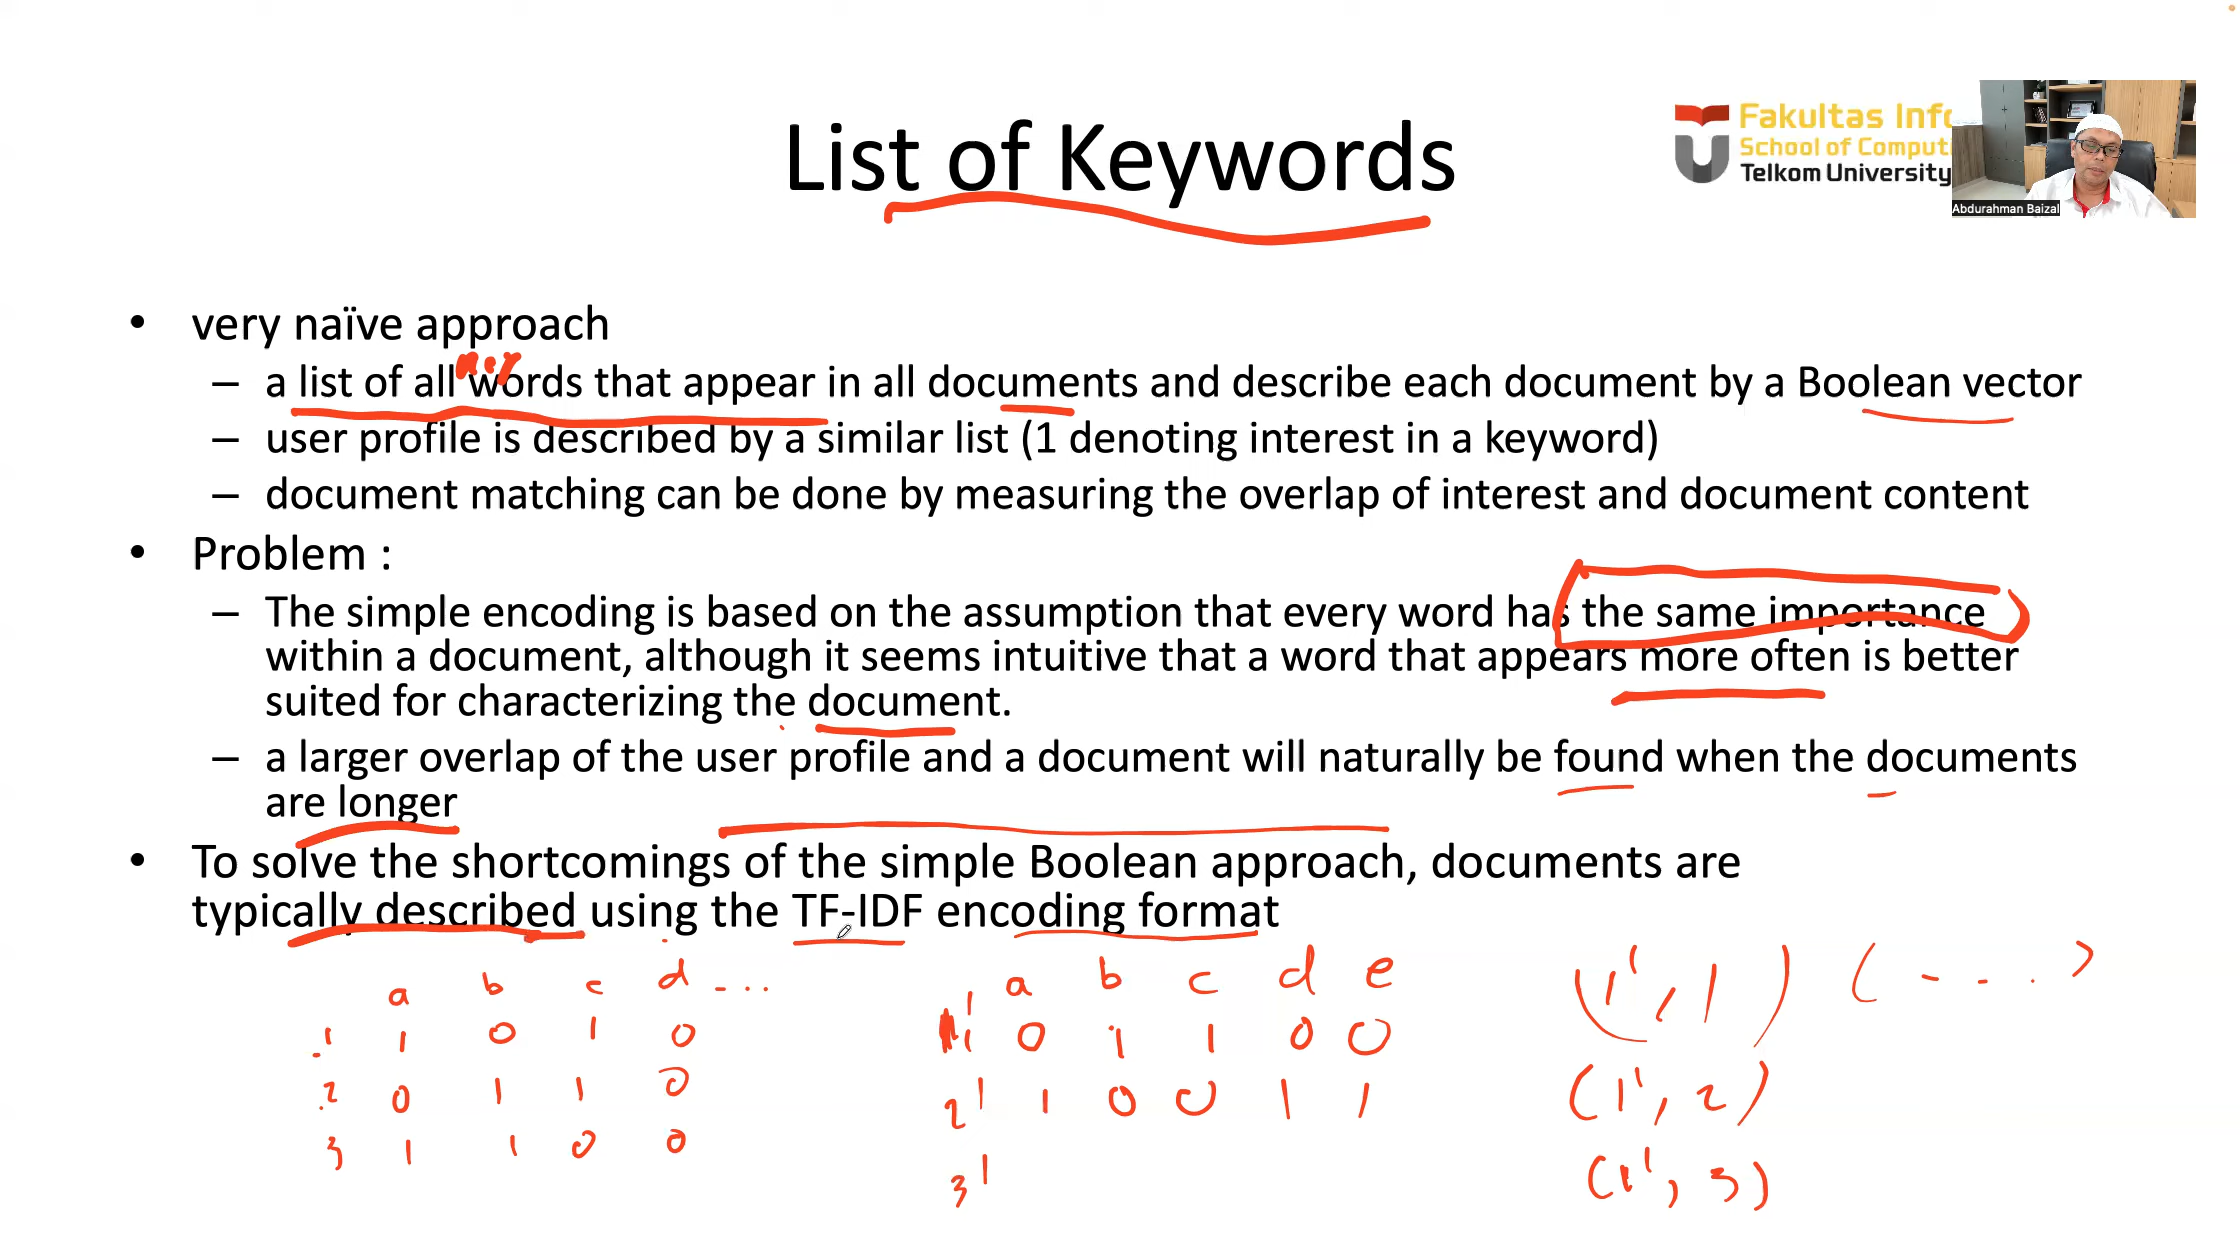 List of Keywords
Fakultas Info
School of Computi
Telkom University
Abdurahman Baizal
• very naïve approach
– a list of all words that appear in all documents and describe each document by a Boolean vector
– user profile is described by a similar list (1 denoting interest in a keyword)
– document matching can be done by measuring the overlap of interest and document content
• Problem :
– The simple encoding is based on the assumption that every word has the same importance
within a document, although it seems intuitive that a word that appears more often is better
suited for characterizing the document.
– a larger overlap of the user profile and a document will naturally be found when the documents
are longer
• To solve the shortcomings of the simple Boolean approach, documents are
typically described using the TF-IDF encoding format
a b c d ...
1 1 0 1 0
2 0 1 1 0
3 1 1 0 0
a b c d e
1' 0 1 1 0 0
2' 1 0 0 1 1
3'
(1', 1) (- - - . )
(1', 2)
(1', 3)